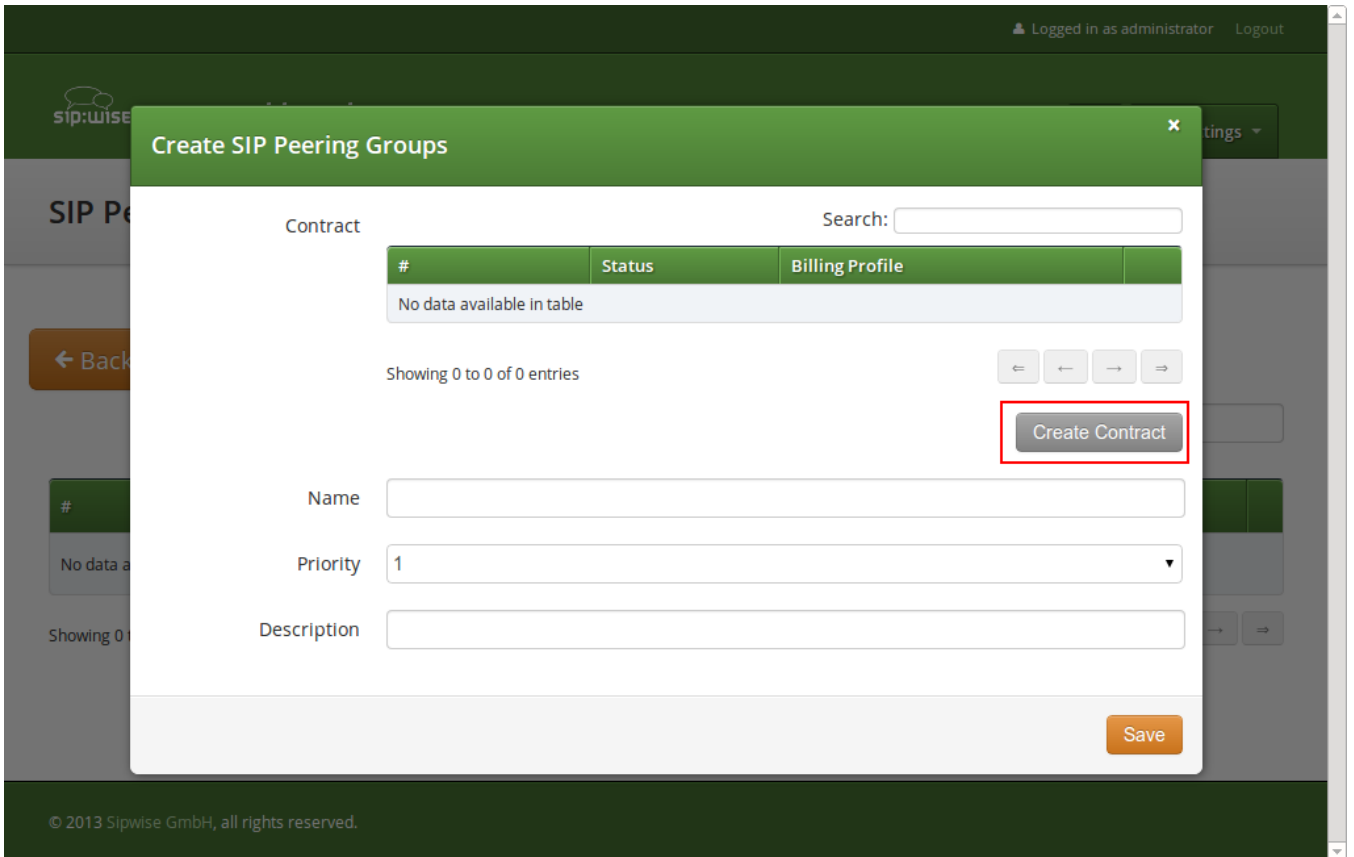 Logged in as administrator Logout
sip:wise
tings
Create SIP Peering Groups
SIP Pe
Contract
Search:
# Status Billing Profile
No data available in table
Back
Showing 0 to 0 of 0 entries
⇐ ← → ⇒
Create Contract
Name
#
Priority 1
No data a
Description
Showing 0 t
→ ⇒
Save
© 2013 Sipwise GmbH, all rights reserved.